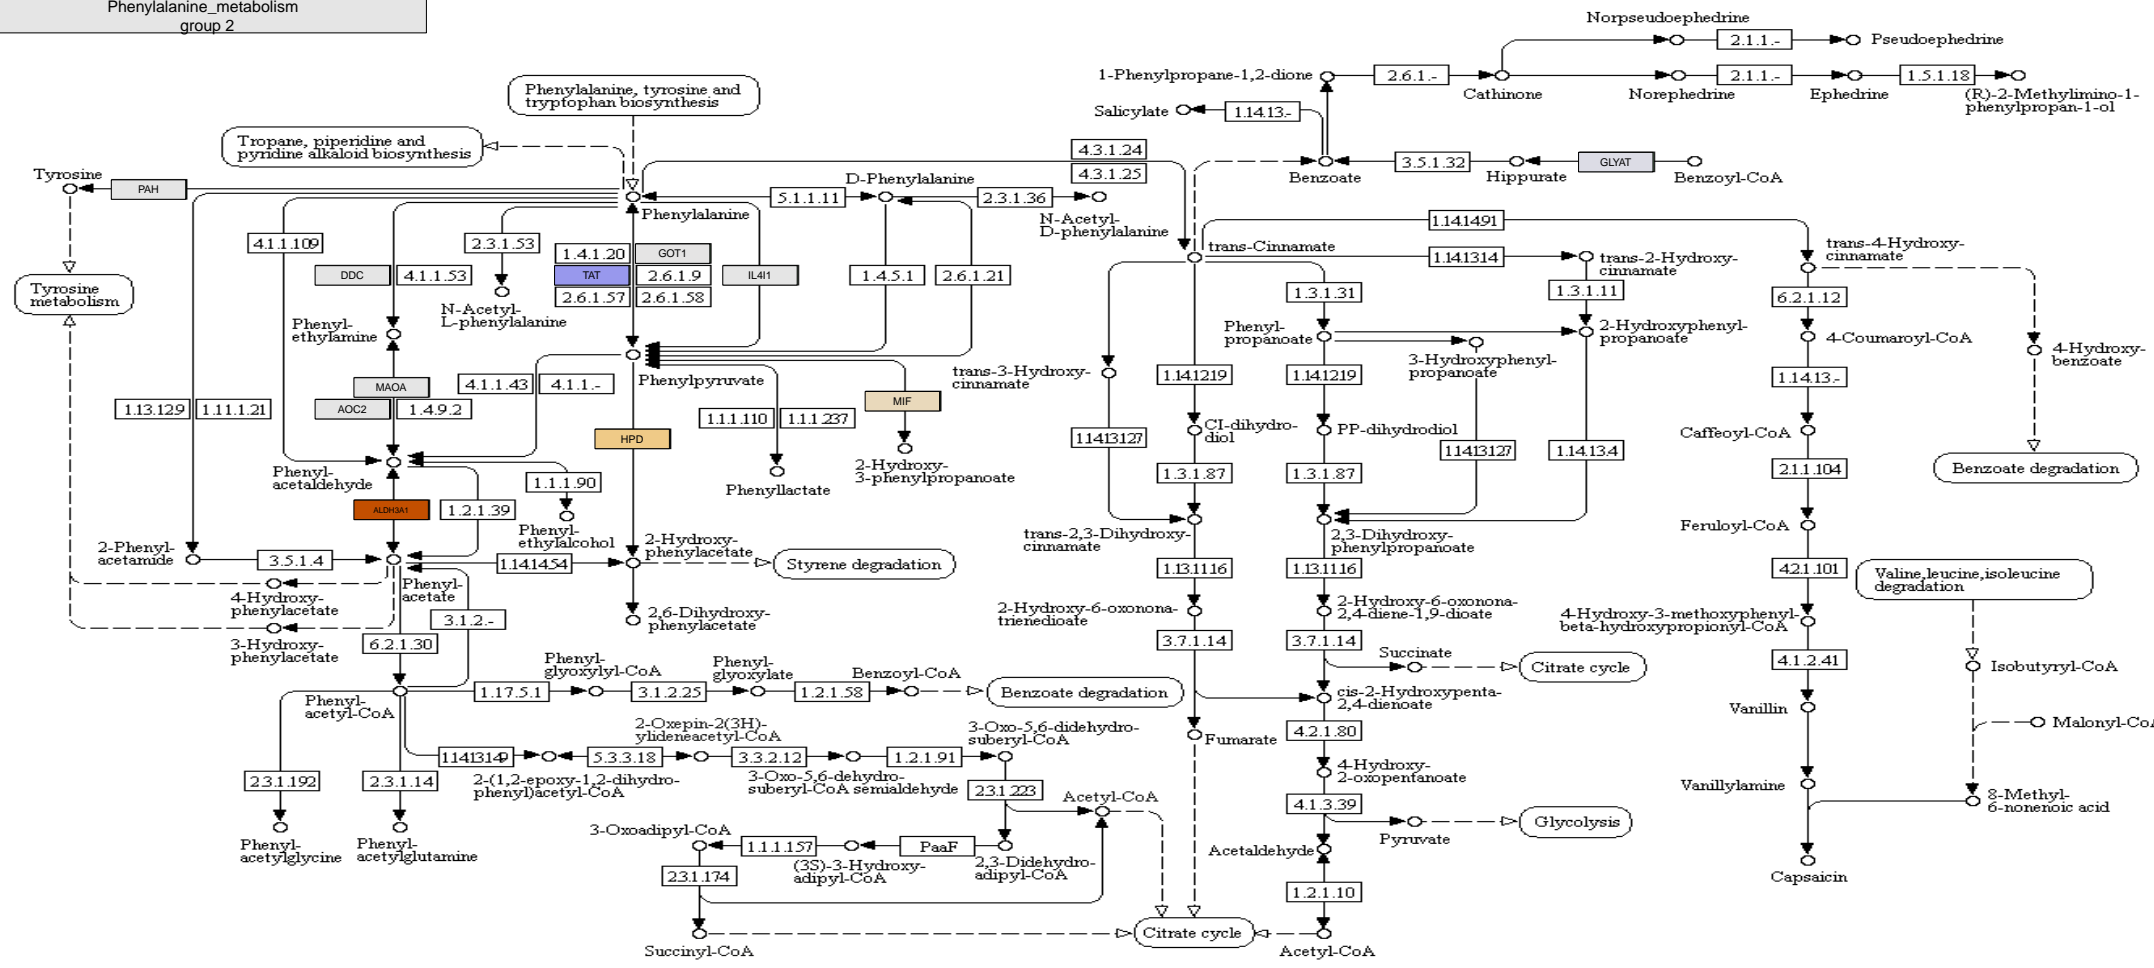 Phenylalanine_metabolism
group 2
Norpseudoephedrine
2.1.1.-
Pseudoephedrine
1-Phenylpropane-1,2-dione
2.6.1.-
Cathinone
2.1.1.-
Norephedrine
Ephedrine
1.5.1.18
(R)-2-Methylimino-1-
phenylpropan-1-ol
Salicylate
1.14.13.-
Phenylalanine, tyrosine and
tryptophan biosynthesis
Tropane, piperidine and
pyridine alkaloid biosynthesis
4.3.1.24
4.3.1.25
Benzoate
3.5.1.32
Hippurate
GLYAT
Benzoyl-CoA
Tyrosine
PAH
Phenylalanine
5.1.1.11
D-Phenylalanine
2.3.1.36
N-Acetyl-
D-phenylalanine
4.1.1.109
2.3.1.53
1.4.1.20
GOT1
DDC
4.1.1.53
TAT
2.6.1.9
IL4I1
1.4.5.1
2.6.1.21
2.6.1.57
2.6.1.58
N-Acetyl-
L-phenylalanine
Tyrosine
metabolism
Phenyl-
ethylamine
trans-Cinnamate
1.14.14.91
1.14.13.14
trans-2-Hydroxy-
cinnamate
trans-4-Hydroxy-
cinnamate
1.3.1.31
1.3.1.11
6.2.1.12
Phenyl-
propanoate
2-Hydroxyphenyl-
propanoate
4-Coumaroyl-CoA
4-Hydroxy-
benzoate
3-Hydroxyphenyl-
propanoate
trans-3-Hydroxy-
cinnamate
1.14.12.19
1.14.12.19
1.14.13.-
MAOA
AOC2
1.4.9.2
4.1.1.43
4.1.1.-
Phenylpyruvate
1.13.12.9
1.11.1.21
MIF
1.1.1.110
1.1.1.237
HPD
CI-dihydro-
diol
PP-dihydrodiol
Caffeoyl-CoA
1.14.13.127
1.14.13.127
1.14.13.4
Phenyl-
acetaldehyde
1.1.1.90
Phenyllactate
2-Hydroxy-
3-phenylpropanoate
1.3.1.87
1.3.1.87
2.1.1.104
Benzoate degradation
ALDH3A1
1.2.1.39
Phenyl-
ethylalcohol
2-Hydroxy-
phenylacetate
Styrene degradation
trans-2,3-Dihydroxy-
cinnamate
2,3-Dihydroxy-
phenylpropanoate
Feruloyl-CoA
2-Phenyl-
acetamide
3.5.1.4
Phenyl-
acetate
1.14.14.54
1.13.11.16
1.13.11.16
4.2.1.101
Valine,leucine,isoleucine
degradation
4-Hydroxy-
phenylacetate
3-Hydroxy-
phenylacetate
3.1.2.-
6.2.1.30
2,6-Dihydroxy-
phenylacetate
2-Hydroxy-6-oxonona-
trienedioate
2-Hydroxy-6-oxonona-
2,4-diene-1,9-dioate
4-Hydroxy-3-methoxyphenyl-
beta-hydroxypropionyl-CoA
3.7.1.14
3.7.1.14
Succinate
Citrate cycle
4.1.2.41
Isobutyryl-CoA
Phenyl-
acetyl-CoA
1.17.5.1
Phenyl-
glyoxylyl-CoA
3.1.2.25
Phenyl-
glyoxylate
1.2.1.58
Benzoyl-CoA
Benzoate degradation
cis-2-Hydroxypenta-
2,4-dienoate
Vanillin
Malonyl-CoA
1.14.13.149
2-Oxepin-2(3H)-
ylideneacetyl-CoA
5.3.3.18
3.3.2.12
1.2.1.91
3-Oxo-5,6-didehydro-
suberyl-CoA
Fumarate
4.2.1.80
2.3.1.192
2.3.1.14
2-(1,2-epoxy-1,2-dihydro-
phenyl)acetyl-CoA
3-Oxo-5,6-dehydro-
suberyl-CoA semialdehyde
2.3.1.223
4-Hydroxy-
2-oxopentanoate
Vanillylamine
8-Methyl-
6-nonenoic acid
Acetyl-CoA
4.1.3.39
Pyruvate
Glycolysis
Phenyl-
acetylglycine
Phenyl-
acetylglutamine
3-Oxoadipyl-CoA
1.1.1.157
(3S)-3-Hydroxy-
adipyl-CoA
PaaF
2,3-Didehydro-
adipyl-CoA
Acetaldehyde
Capsaicin
2.3.1.174
1.2.1.10
Succinyl-CoA
Citrate cycle
Acetyl-CoA